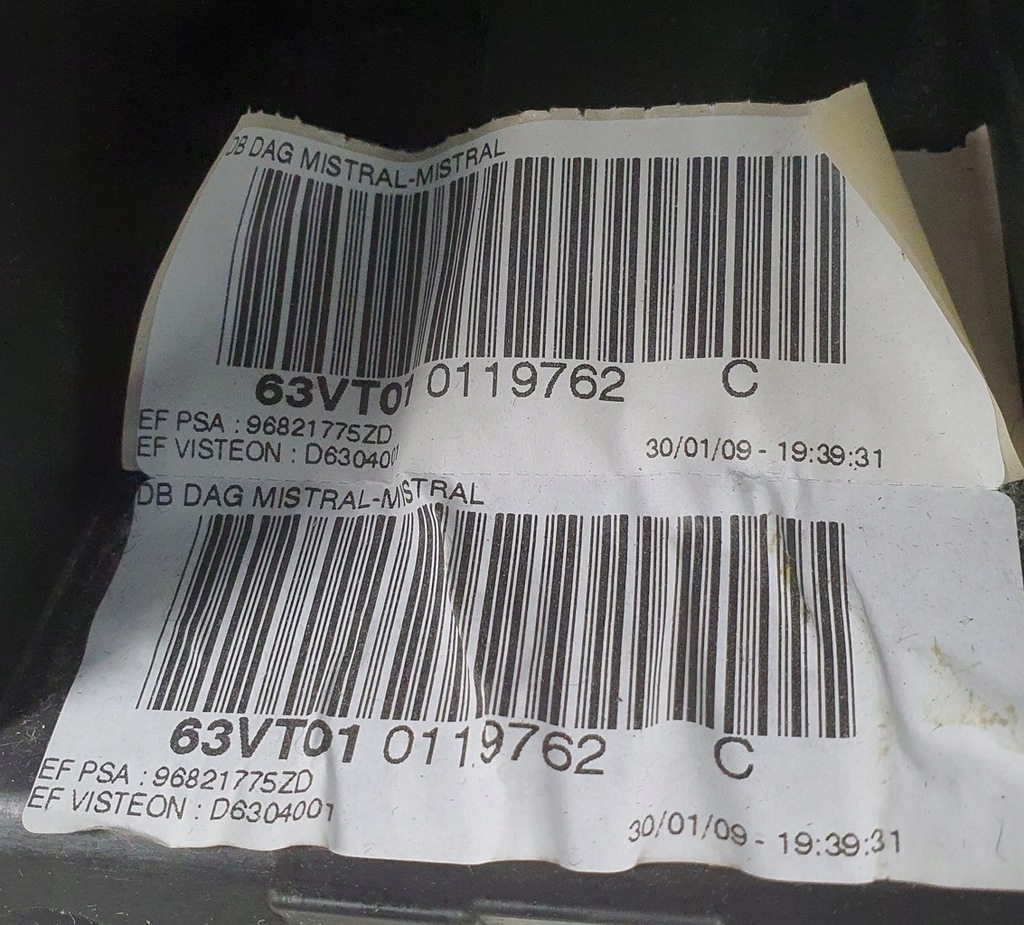 DB DAG MISTRAL-MISTRAL
63VT01 0119762 C
EF PSA : 96821775ZD
EF VISTEON : D630400
30/01/09 - 19:39:31
DB DAG MISTRAL-MISTRAL
63VT01 0119762 C
EF PSA : 96821775ZD
EF VISTEON : D6304001
30/01/09 - 19:39:31